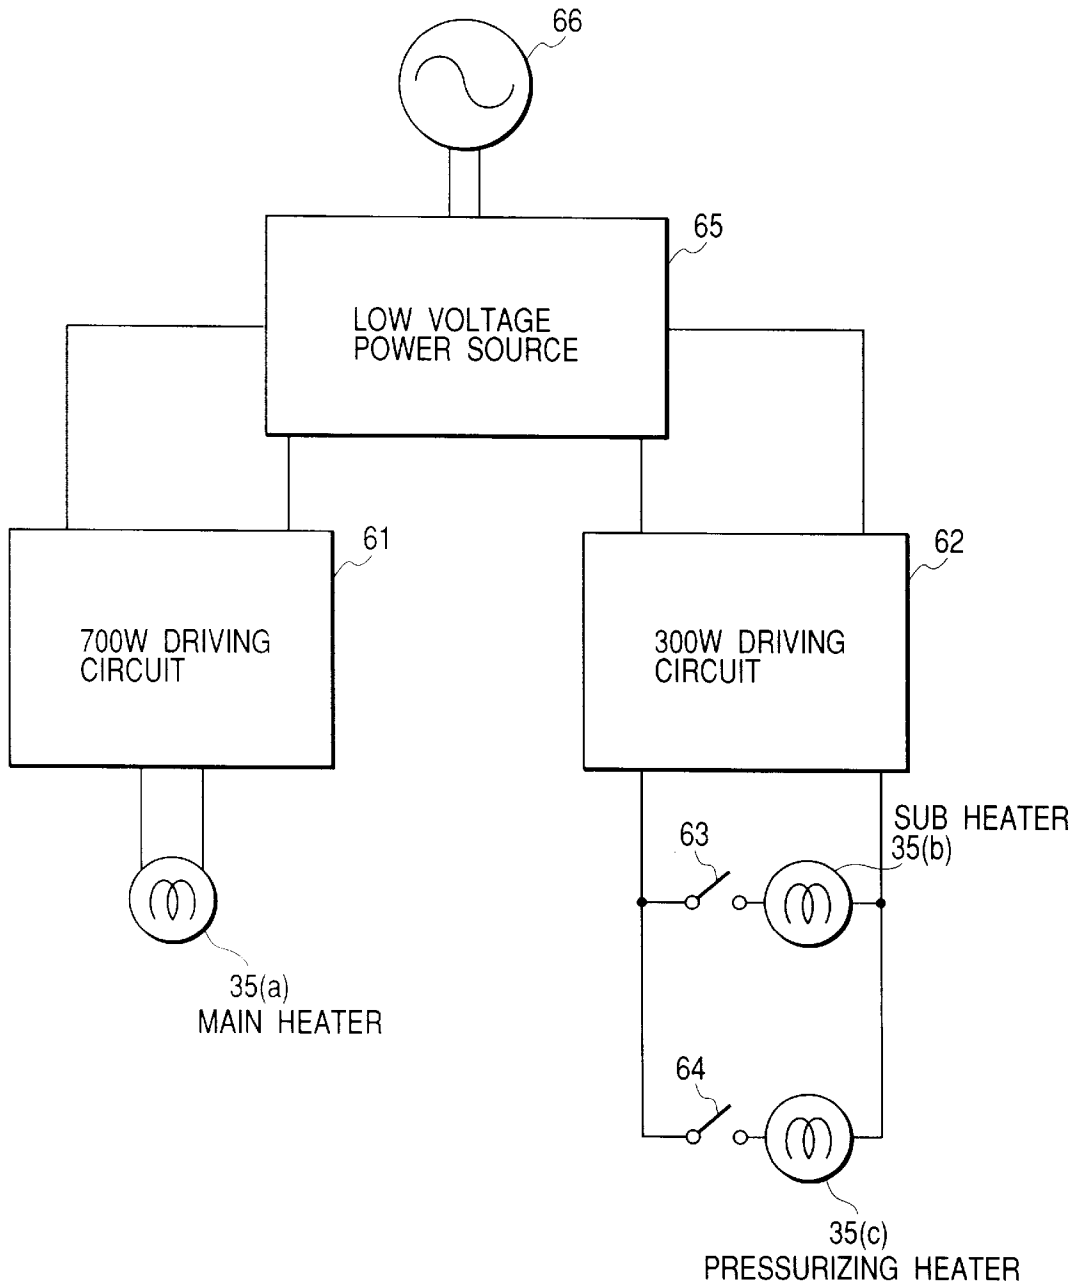 66
65
LOW VOLTAGE
POWER SOURCE
61
62
700W DRIVING
CIRCUIT
300W DRIVING
CIRCUIT
SUB HEATER
63
35(b)
35(a)
MAIN HEATER
64
35(c)
PRESSURIZING HEATER